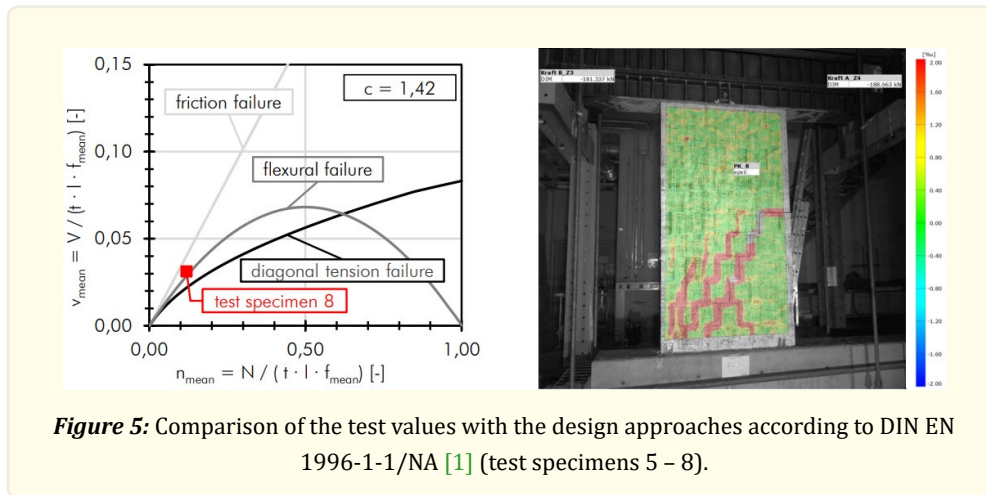 0,15
0,10
0,05
0,00
v_mean = V / (t · l · f_mean) [-]
c = 1,42
friction failure
flexural failure
diagonal tension failure
test specimen 8
0,00
0,50
1,00
n_mean = N / ( t · l · f_mean) [-]
Kraft B_Z3
DIM -181.337 kN
Kraft A_Z4
DIM -188.663 kN
PK_8
[‰]
2.00
1.60
1.20
0.80
0.40
0.00
-0.40
-0.80
-1.20
-1.60
-2.00
Figure 5: Comparison of the test values with the design approaches according to DIN EN
1996-1-1/NA [1] (test specimens 5 – 8).